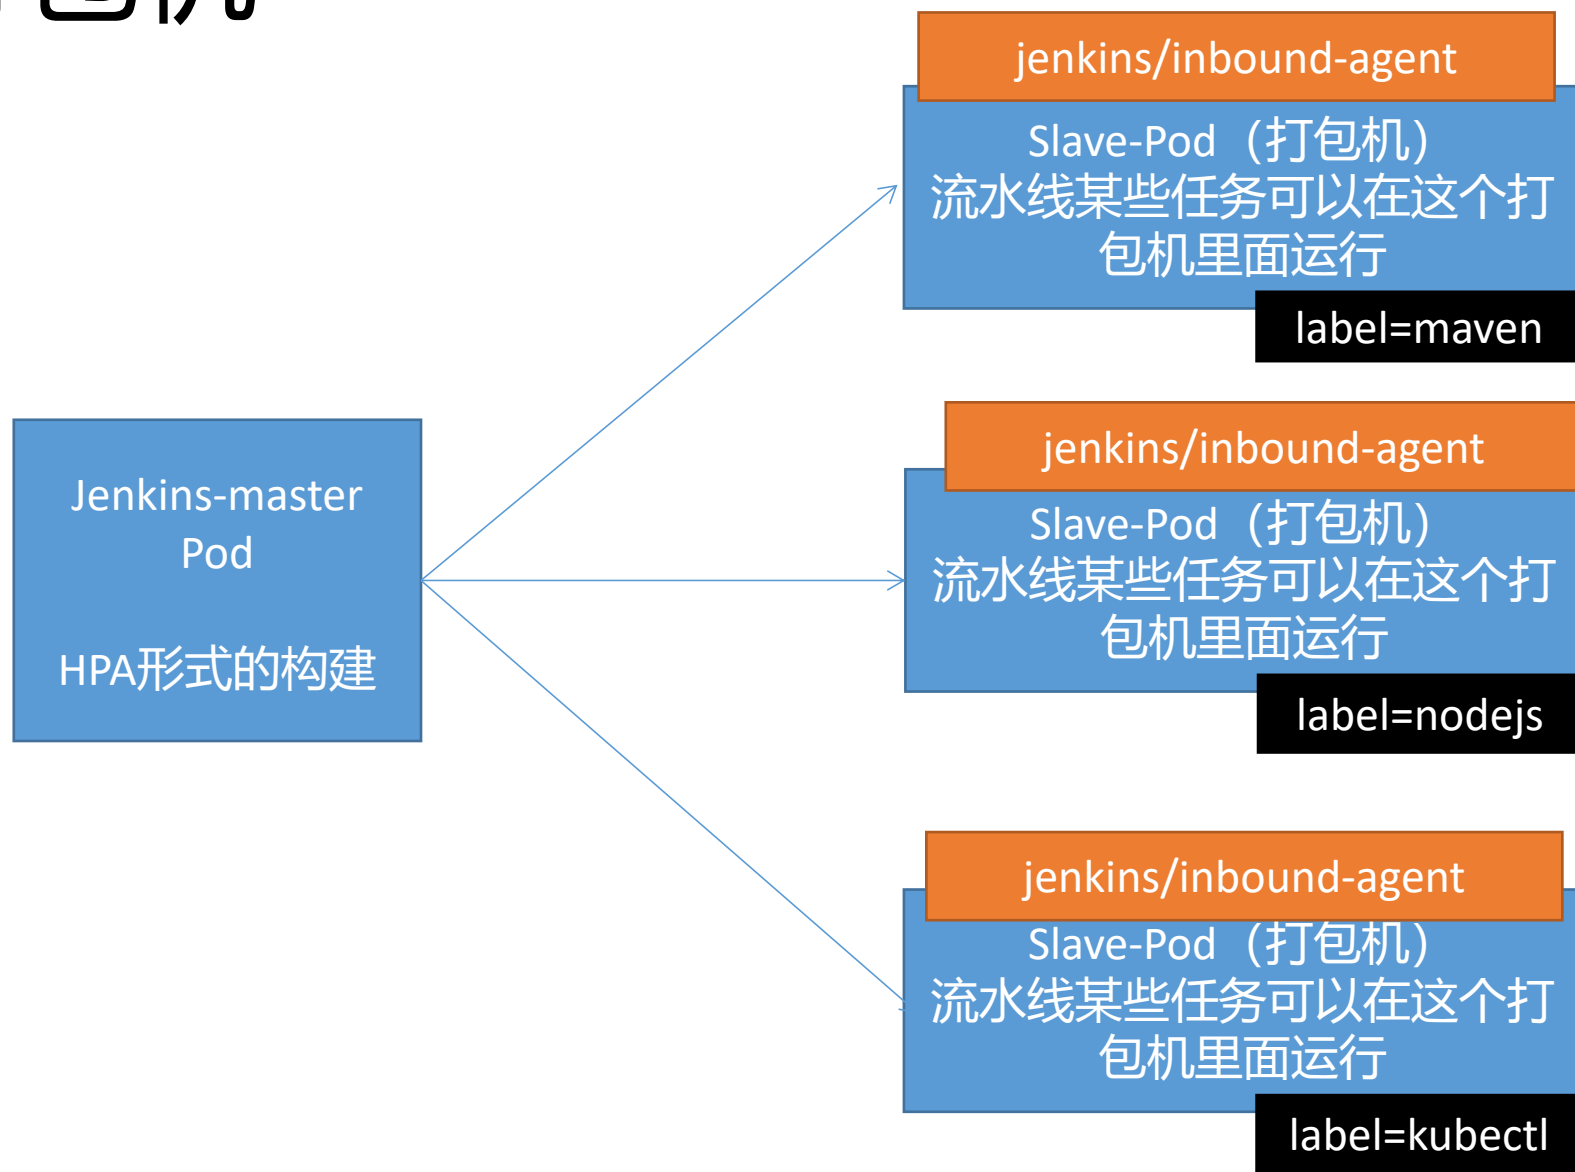 包机
jenkins/inbound-agent
Slave-Pod（打包机）
流水线某些任务可以在这个打
包机里面运行
label=maven
Jenkins-master
Pod
HPA形式的构建
jenkins/inbound-agent
Slave-Pod（打包机）
流水线某些任务可以在这个打
包机里面运行
label=nodejs
jenkins/inbound-agent
Slave-Pod（打包机）
流水线某些任务可以在这个打
包机里面运行
label=kubectl